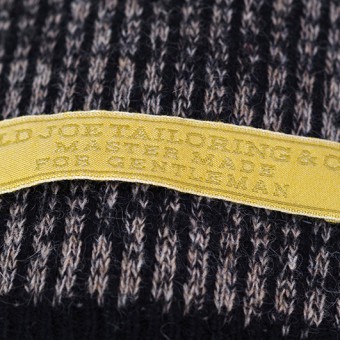 LD JOE TAILORING & C
MASTER MADE
FOR GENTLEMAN